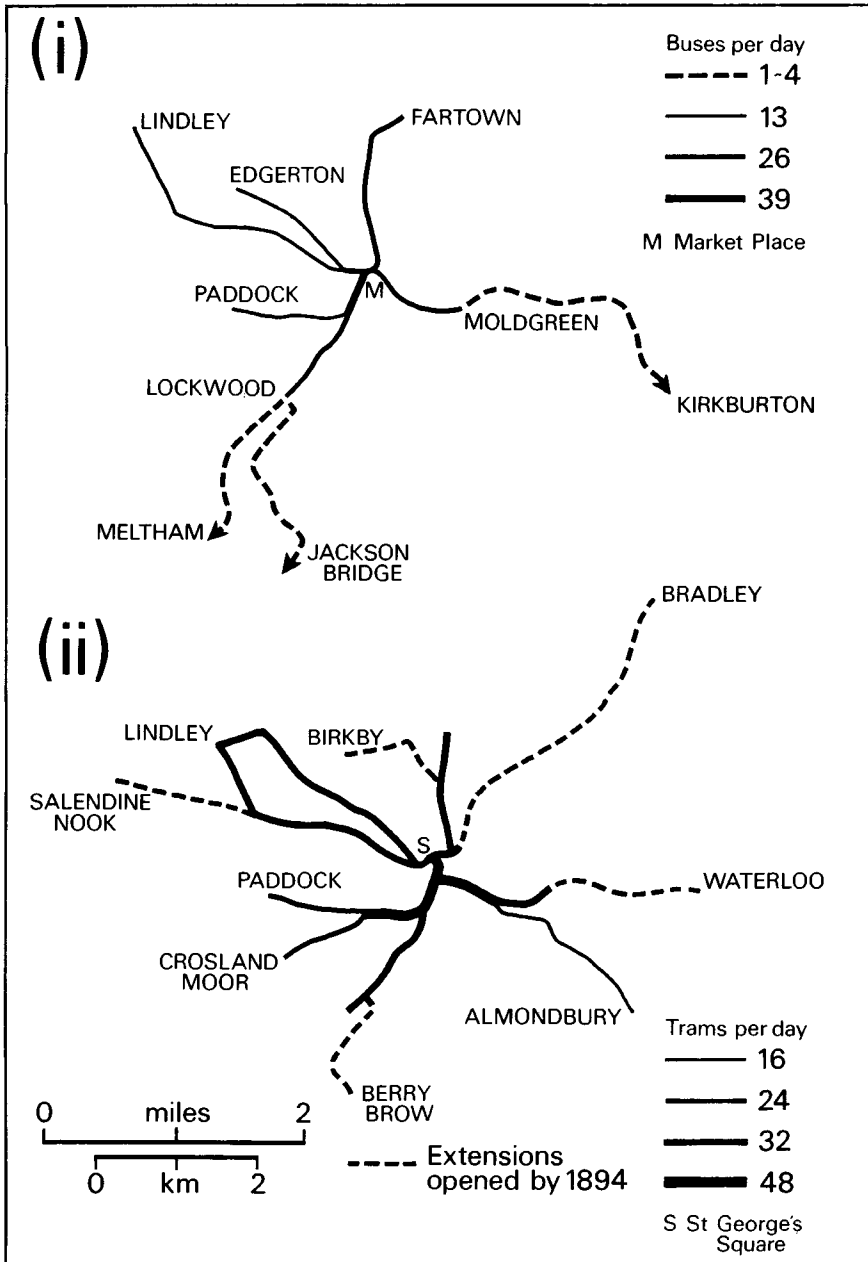 (i)
Buses per day
1-4
13
26
39
M Market Place
LINDLEY
FARTOWN
EDGERTON
PADDOCK
M
MOLDGREEN
LOCKWOOD
KIRKBURTON
MELTHAM
JACKSON
BRIDGE
(ii)
BRADLEY
LINDLEY
BIRKBY
SALENDINE
NOOK
S
PADDOCK
WATERLOO
CROSLAND
MOOR
ALMONDBURY
BERRY
BROW
Trams per day
16
24
32
48
S St George's
Square
0 miles 2
0 km 2
Extensions
opened by 1894